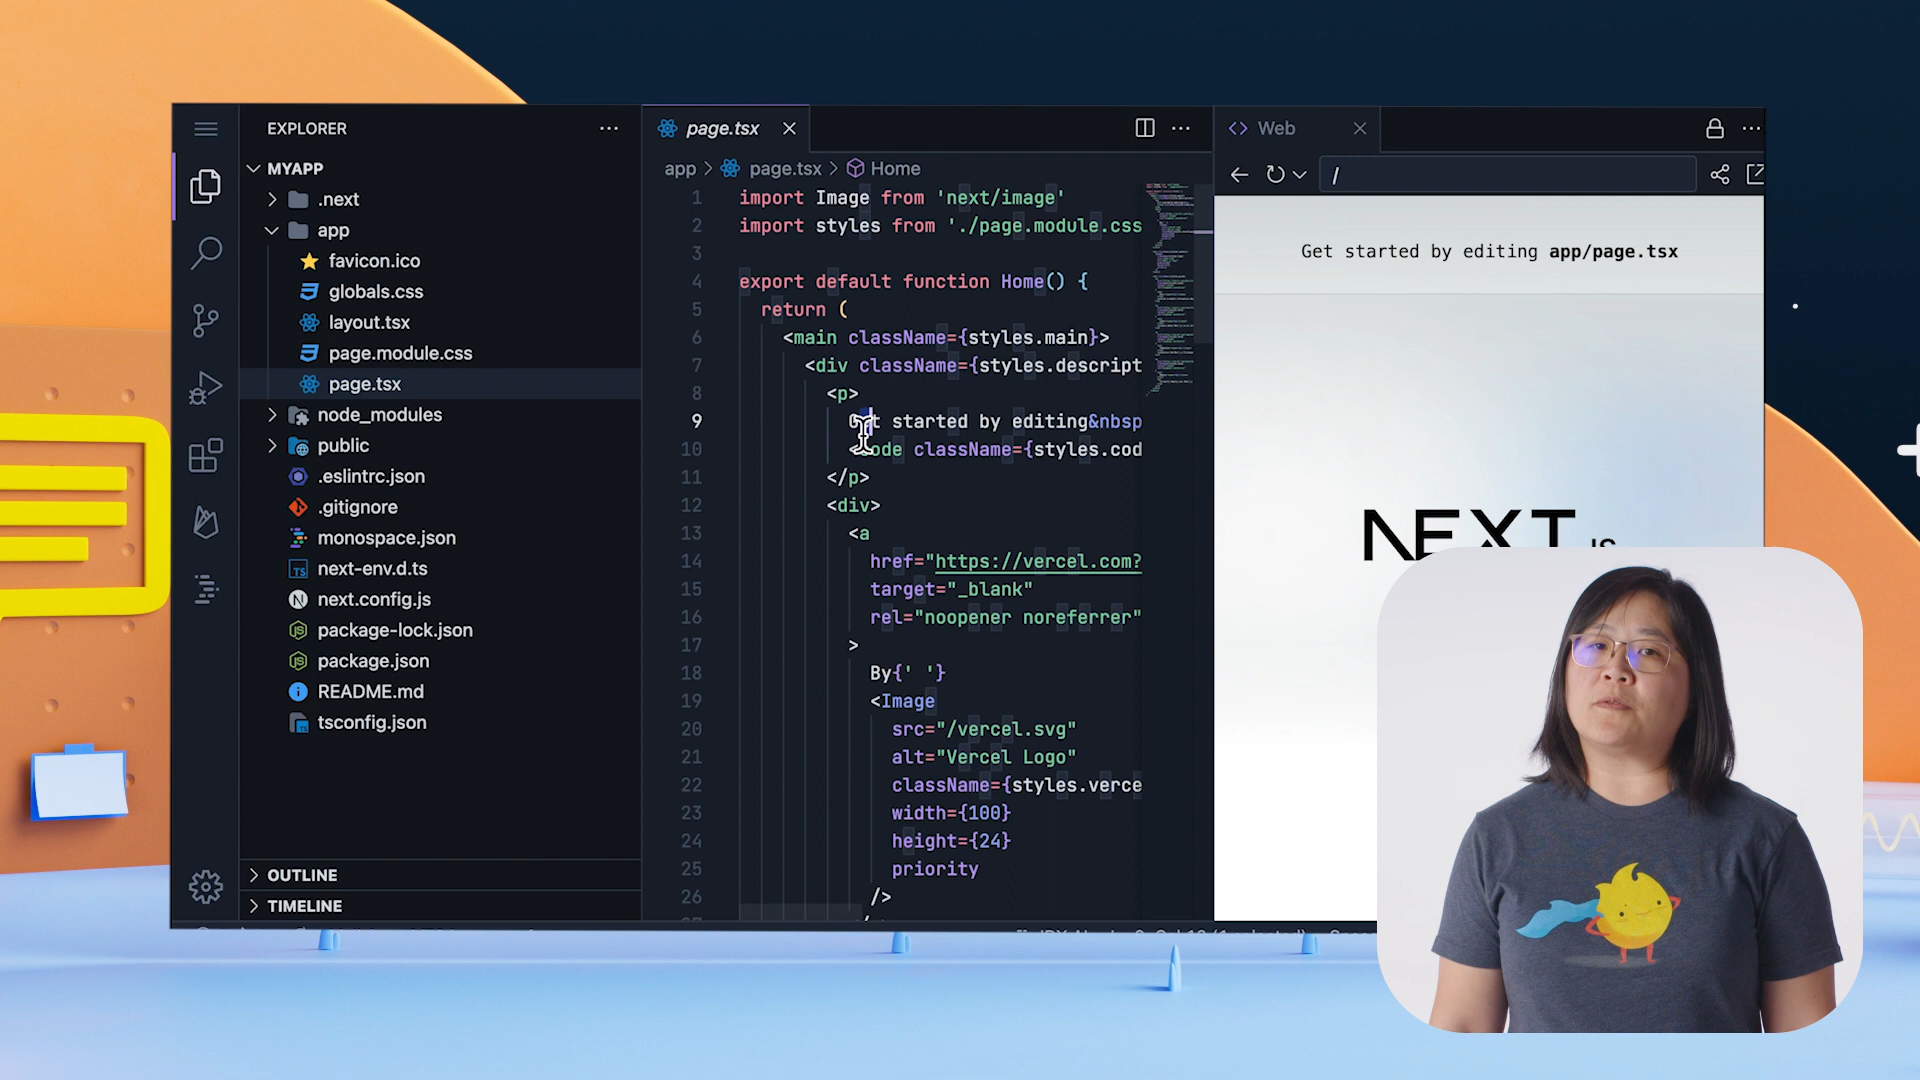 EXPLORER
MYAPP
.next
app
favicon.ico
globals.css
layout.tsx
page.module.css
page.tsx
node_modules
public
.eslintrc.json
.gitignore
monospace.json
next-env.d.ts
next.config.js
package-lock.json
package.json
README.md
tsconfig.json
OUTLINE
TIMELINE
page.tsx
app > page.tsx > Home
1 import Image from 'next/image'
2 import styles from './page.module.css
3
4 export default function Home() {
5 return (
6 <main className={styles.main}>
7 <div className={styles.descript
8 <p>
9 Get started by editing&nbsp
10 <code className={styles.cod
11 </p>
12 <div>
13 <a
14 href="https://vercel.com?
15 target="_blank"
16 rel="noopener noreferrer"
17 >
18 By{' '}
19 <Image
20 src="/vercel.svg"
21 alt="Vercel Logo"
22 className={styles.verce
23 width={100}
24 height={24}
25 priority
26 />
Web
/
Get started by editing app/page.tsx
NEXT